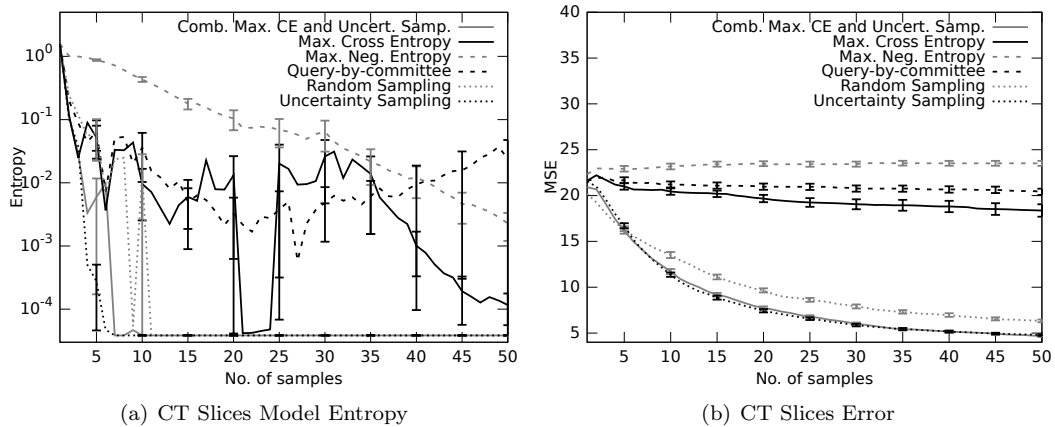 Comb. Max. CE and Uncert. Samp.
Max. Cross Entropy
Max. Neg. Entropy
Query-by-committee
Random Sampling
Uncertainty Sampling
10^0
10^-1
10^-2
10^-3
10^-4
Entropy
5 10 15 20 25 30 35 40 45 50
No. of samples
(a) CT Slices Model Entropy
Comb. Max. CE and Uncert. Samp.
Max. Cross Entropy
Max. Neg. Entropy
Query-by-committee
Random Sampling
Uncertainty Sampling
40
35
30
25
20
15
10
5
MSE
5 10 15 20 25 30 35 40 45 50
No. of samples
(b) CT Slices Error